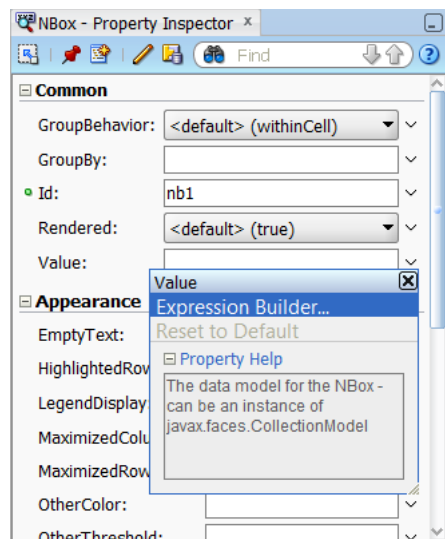 NBox - Property Inspector x
Find
Common
GroupBehavior: <default> (withinCell)
GroupBy:
Id: nb1
Rendered: <default> (true)
Value:
Value
Expression Builder...
Appearance
Reset to Default
EmptyText:
Property Help
HighlightedRow
The data model for the NBox -
can be an instance of
javax.faces.CollectionModel
LegendDisplay
MaximizedColu
MaximizedRow
OtherColor:
OtherThreshold: